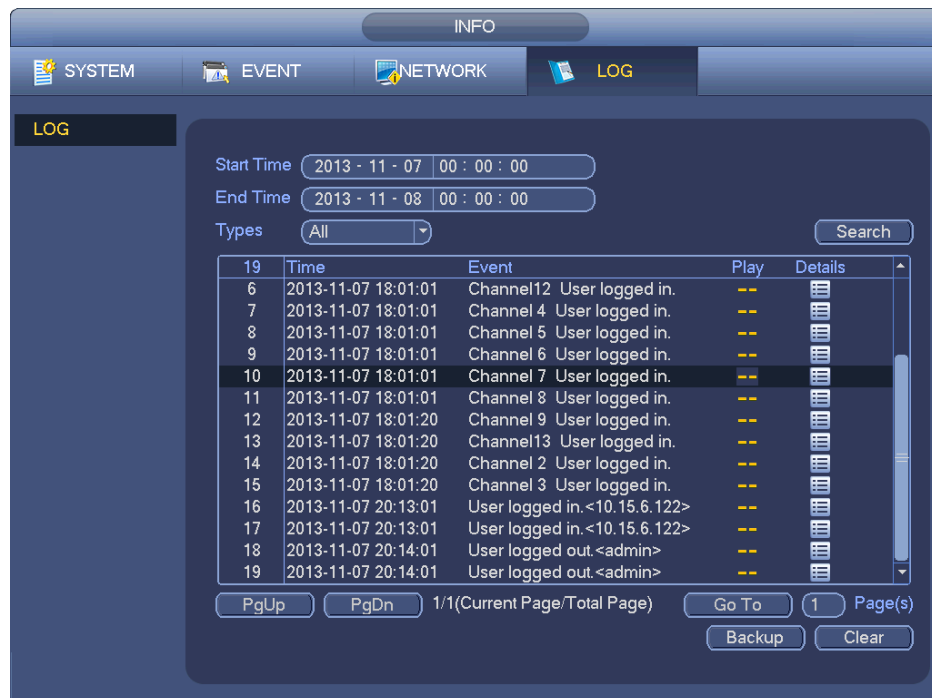 INFO
SYSTEM EVENT NETWORK LOG
LOG
Start Time 2013 - 11 - 07 00 : 00 : 00
End Time 2013 - 11 - 08 00 : 00 : 00
Types All Search
19 Time Event Play Details
6 2013-11-07 18:01:01 Channel12 User logged in. --
7 2013-11-07 18:01:01 Channel 4 User logged in. --
8 2013-11-07 18:01:01 Channel 5 User logged in. --
9 2013-11-07 18:01:01 Channel 6 User logged in. --
10 2013-11-07 18:01:01 Channel 7 User logged in. --
11 2013-11-07 18:01:01 Channel 8 User logged in. --
12 2013-11-07 18:01:20 Channel 9 User logged in. --
13 2013-11-07 18:01:20 Channel13 User logged in. --
14 2013-11-07 18:01:20 Channel 2 User logged in. --
15 2013-11-07 18:01:20 Channel 3 User logged in. --
16 2013-11-07 20:13:01 User logged in.<10.15.6.122> --
17 2013-11-07 20:13:01 User logged in.<10.15.6.122> --
18 2013-11-07 20:14:01 User logged out.<admin> --
19 2013-11-07 20:14:01 User logged out.<admin> --
PgUp PgDn 1/1(Current Page/Total Page) Go To 1 Page(s)
Backup Clear